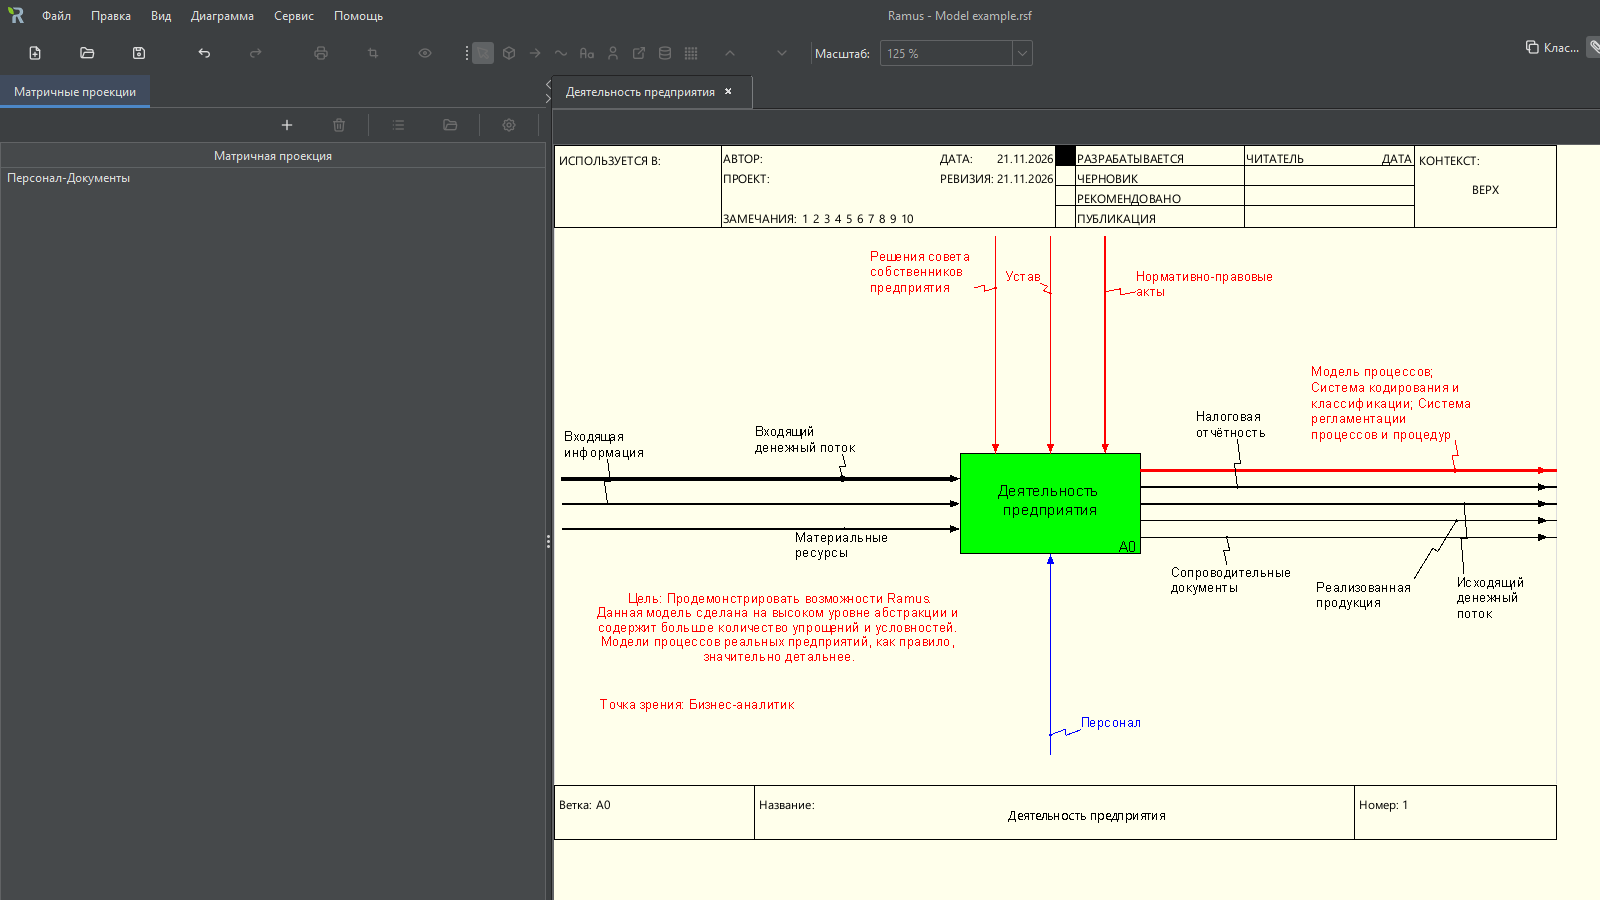 Файл Правка Вид Диаграмма Сервис Помощь
Ramus - Model example.rsf
Масштаб: 125 %
Клас...
Матричные проекции
Деятельность предприятия ×
Матричная проекция
Персонал-Документы
ИСПОЛЬЗУЕТСЯ В:
АВТОР:
ДАТА: 21.11.2026
ПРОЕКТ:
РЕВИЗИЯ: 21.11.2026
ЗАМЕЧАНИЯ: 1 2 3 4 5 6 7 8 9 10
РАЗРАБАТЫВАЕТСЯ
ЧЕРНОВИК
РЕКОМЕНДОВАНО
ПУБЛИКАЦИЯ
ЧИТАТЕЛЬ ДАТА
КОНТЕКСТ:
ВЕРХ
Решения совета
собственников
предприятия
Устав
Нормативно-правовые
акты
Модель процессов;
Система кодирования и
классификации; Система
регламентации
процессов и процедур
Налоговая
отчётность
Входящая
информация
Входящий
денежный поток
Деятельность
предприятия
A0
Материальные
ресурсы
Сопроводительные
документы
Реализованная
продукция
Исходящий
денежный
поток
Цель: Продемонстрировать возможности Ramus.
Данная модель сделана на высоком уровне абстракции и
содержит большое количество упрощений и условностей.
Модели процессов реальных предприятий, как правило,
значительно детальнее.
Точка зрения: Бизнес-аналитик
Персонал
Ветка: A0
Название:
Деятельность предприятия
Номер: 1